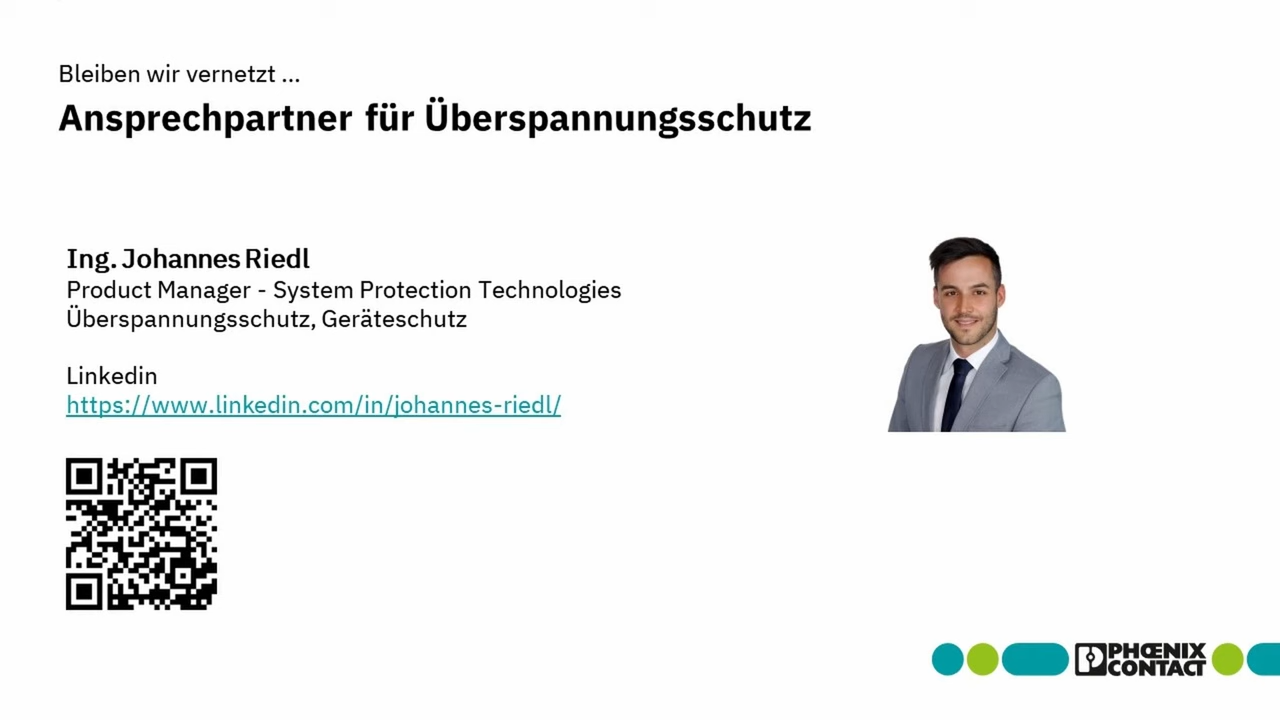 Bleiben wir vernetzt ...
Ansprechpartner für Überspannungsschutz
Ing. Johannes Riedl
Product Manager - System Protection Technologies
Überspannungsschutz, Geräteschutz
Linkedin
https://www.linkedin.com/in/johannes-riedl/
PHŒNIX
CONTACT